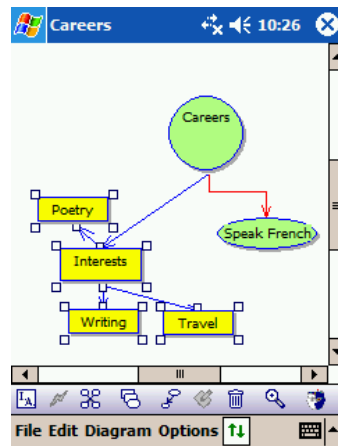 Careers 10:26
Careers
Poetry
Speak French
Interests
Writing Travel
File Edit Diagram Options